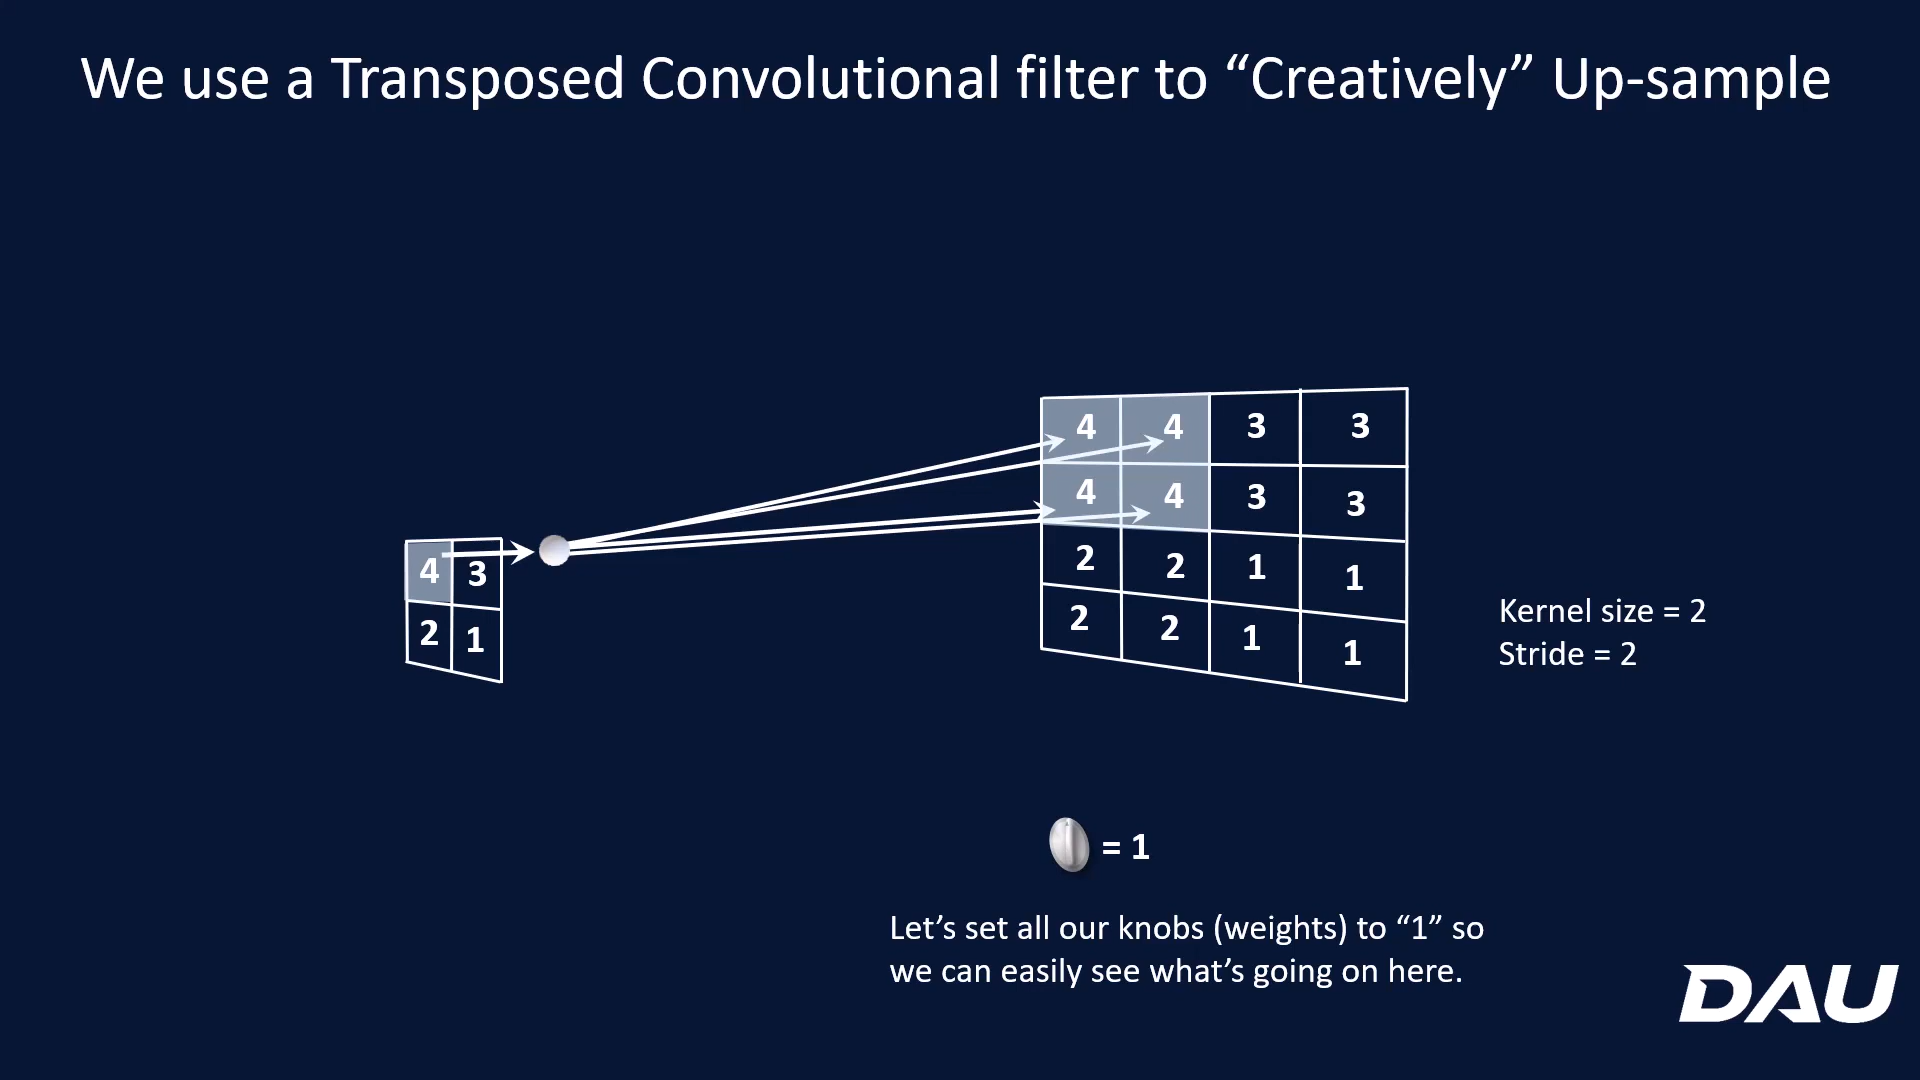 We use a Transposed Convolutional filter to “Creatively” Up-sample
4 4 3 3
4 4 3 3
2 2 1 1
2 2 1 1
4 3
2 1
Kernel size = 2
Stride = 2
= 1
Let’s set all our knobs (weights) to “1” so
we can easily see what’s going on here.
DAU